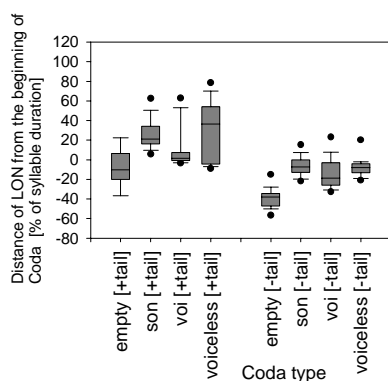 Distance of LON from the beginning of
Coda [% of syllable duration]
120
100
80
60
40
20
0
-20
-40
-60
-80
empty [+tail]
son [+tail]
voi [+tail]
voiceless [+tail]
empty [-tail]
son [-tail]
voi [-tail]
voiceless [-tail]
Coda type